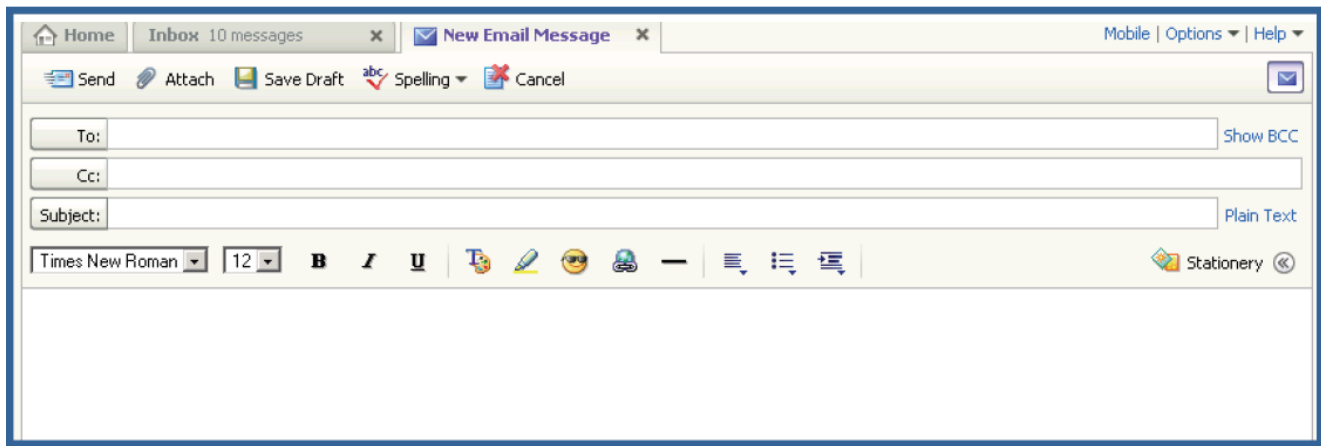 Home Inbox 10 messages x New Email Message x Mobile | Options | Help
Send Attach Save Draft abc Spelling Cancel
To: Show BCC
Cc:
Subject: Plain Text
Times New Roman 12 B I U T Stationery